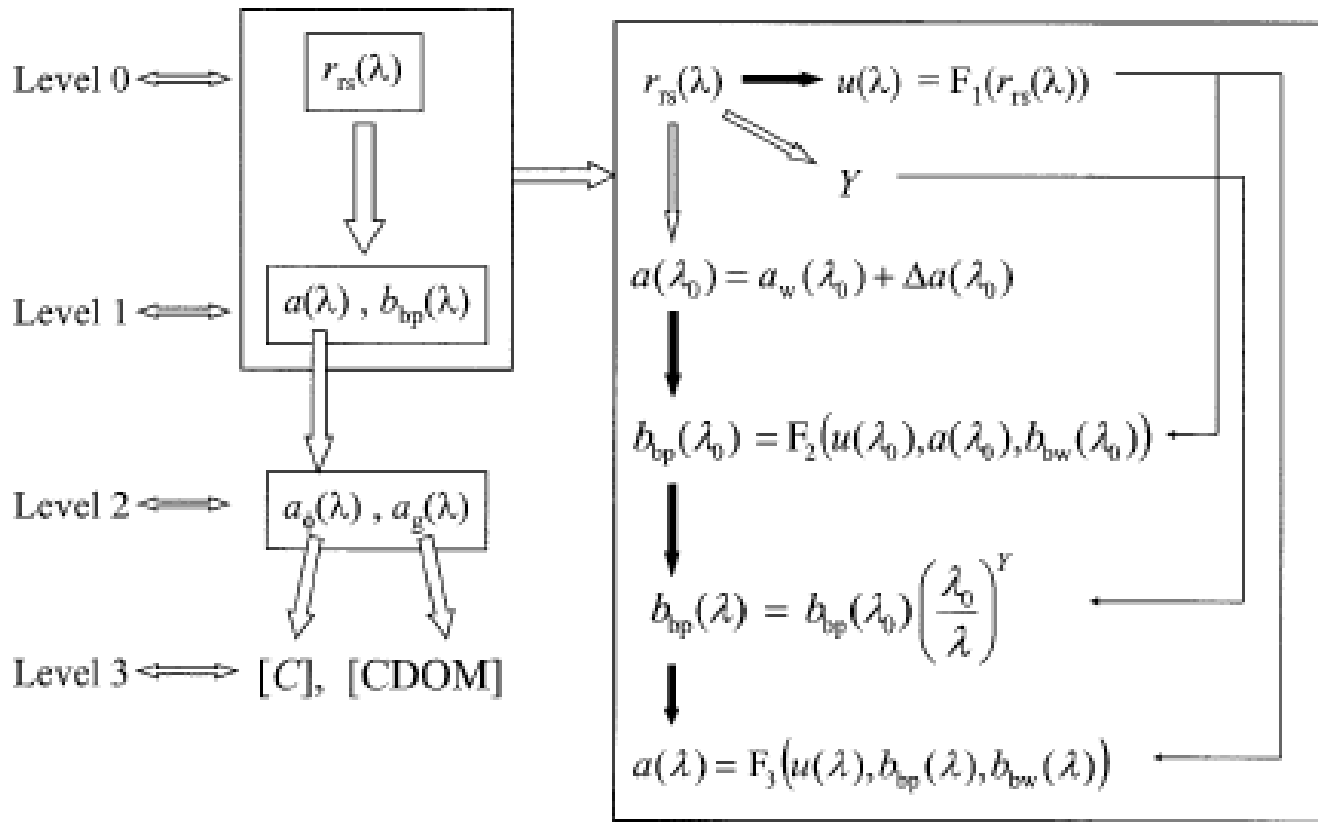 Level 0
r_rs(λ)
Level 1
a(λ) , b_bp(λ)
Level 2
a_ϕ(λ) , a_g(λ)
Level 3
[C], [CDOM]
r_rs(λ)
u(λ) = F_1(r_rs(λ))
Y
a(λ_0) = a_w(λ_0) + Δa(λ_0)
b_bp(λ_0) = F_2(u(λ_0),a(λ_0),b_bw(λ_0))
b_bp(λ) = b_bp(λ_0)(λ_0/λ)^Y
a(λ) = F_3(u(λ),b_bp(λ),b_bw(λ))